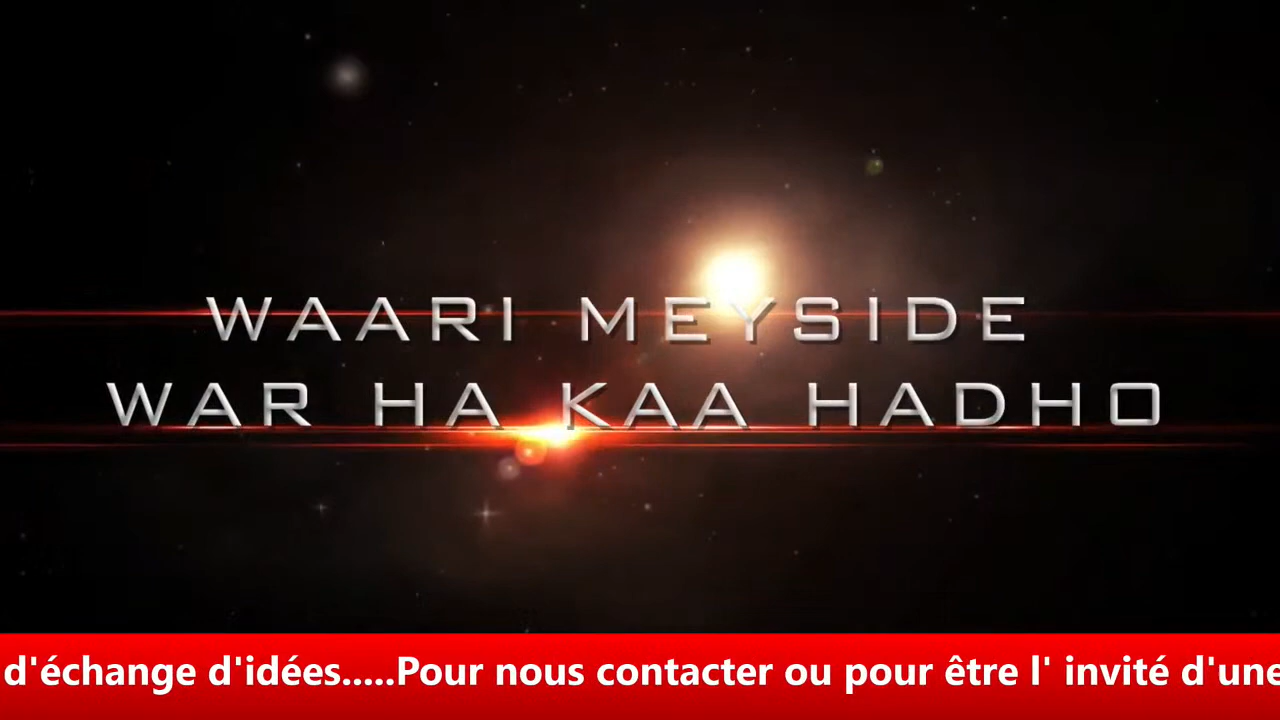 WAARI MEYSIDE
WAR HA KAA HADHO
d'échange d'idées.....Pour nous contacter ou pour être l' invité d'une